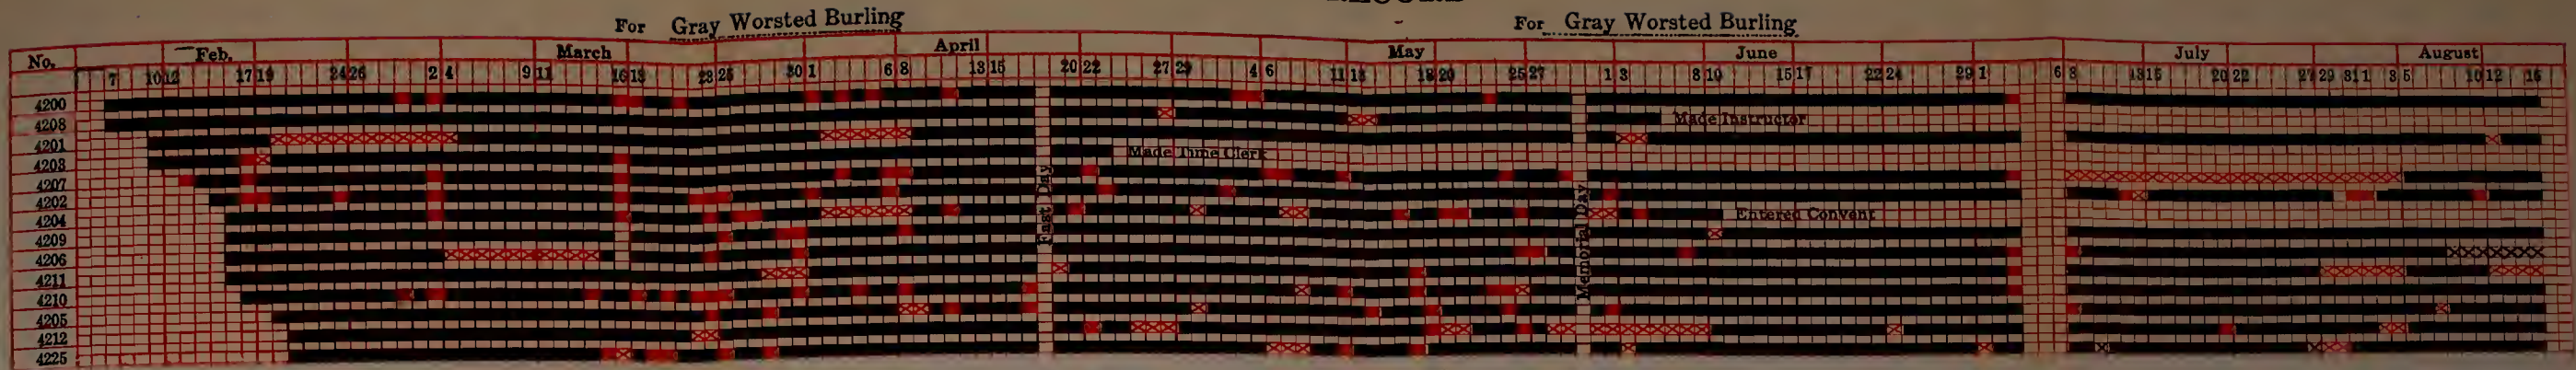 For Gray Worsted Burling For Gray Worsted Burling
No. Feb. March April May June July August
7 10 12 17 19 24 26 2 4 9 11 16 18 23 25 30 1 6 8 13 15 20 22 27 29 4 6 11 13 18 20 25 27 1 3 8 10 15 17 22 24 29 1 6 8 13 15 20 22 27 29 31 1 3 5 10 12 16
4200
4208 Made Instructor
4201
4203 Made Time Clerk
4207
4202
4204 Entered Convent
4209
4206
4211
4210
4205
4212
4225
Fast Day
Memorial Day